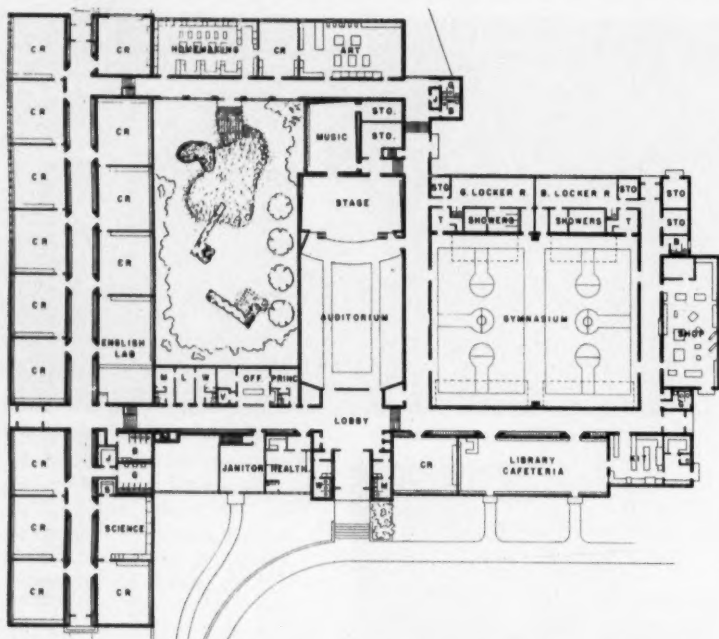 CR
CR
HOMEMAKING
CR
ART
CR
CR
STO.
STO.
MUSIC
CR
CR
G. LOCKER R.
B. LOCKER R.
STO
STO
STO
STAGE
T
SHOWERS
SHOWERS
T
STO
CR
CR
AUDITORIUM
GYMNASIUM
SHOP
CR
ENGLISH
LAB
CR
L
W
V
OFF.
PRINC
LOBBY
CR
J
B
G
S
JANITOR
HEALTH
CR
LIBRARY
CAFETERIA
KIT
W
M
CR
SCIENCE
CR
CR